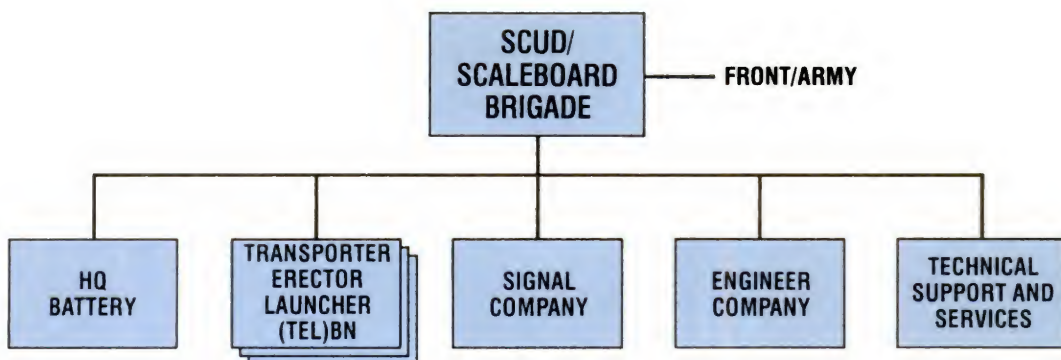 SCUD/
SCALEBOARD
BRIGADE
FRONT/ARMY
HQ
BATTERY
TRANSPORTER
ERECTOR
LAUNCHER
(TEL)BN
SIGNAL
COMPANY
ENGINEER
COMPANY
TECHNICAL
SUPPORT AND
SERVICES